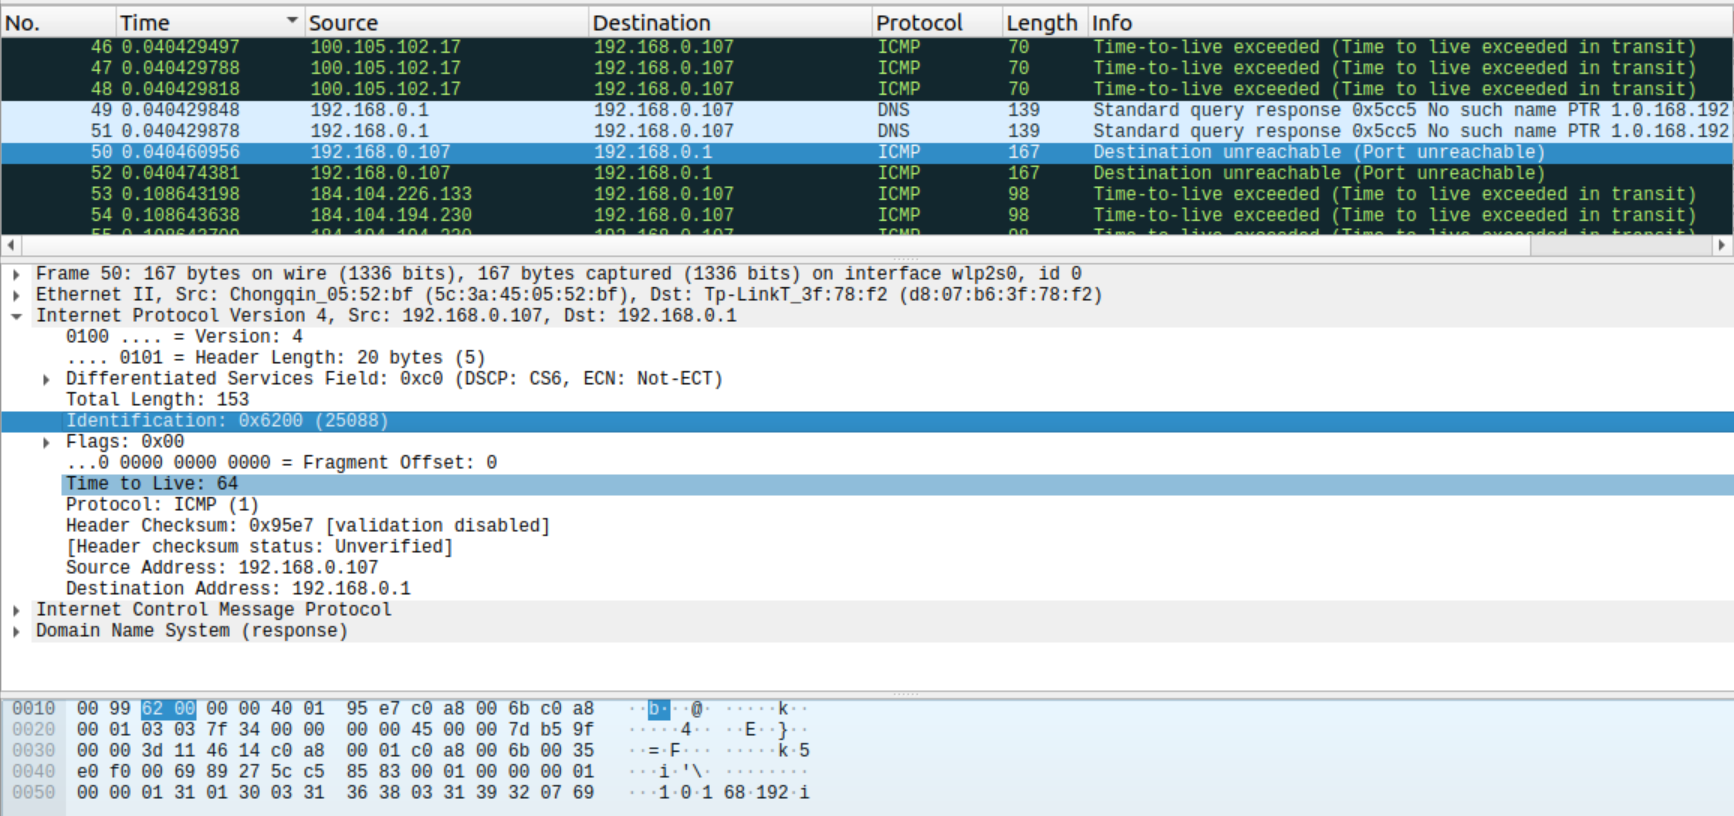 No. Time Source Destination Protocol Length Info
46 0.040429497 100.105.102.17 192.168.0.107 ICMP 70 Time-to-live exceeded (Time to live exceeded in transit)
47 0.040429788 100.105.102.17 192.168.0.107 ICMP 70 Time-to-live exceeded (Time to live exceeded in transit)
48 0.040429818 100.105.102.17 192.168.0.107 ICMP 70 Time-to-live exceeded (Time to live exceeded in transit)
49 0.040429848 192.168.0.1 192.168.0.107 DNS 139 Standard query response 0x5cc5 No such name PTR 1.0.168.192
51 0.040429878 192.168.0.1 192.168.0.107 DNS 139 Standard query response 0x5cc5 No such name PTR 1.0.168.192
50 0.040460956 192.168.0.107 192.168.0.1 ICMP 167 Destination unreachable (Port unreachable)
52 0.040474381 192.168.0.107 192.168.0.1 ICMP 167 Destination unreachable (Port unreachable)
53 0.108643198 184.104.226.133 192.168.0.107 ICMP 98 Time-to-live exceeded (Time to live exceeded in transit)
54 0.108643638 184.104.194.230 192.168.0.107 ICMP 98 Time-to-live exceeded (Time to live exceeded in transit)
55 184.104.194.230 192.168.0.107 ICMP 98 Time-to-live exceeded (Time to live exceeded in transit)
Frame 50: 167 bytes on wire (1336 bits), 167 bytes captured (1336 bits) on interface wlp2s0, id 0
Ethernet II, Src: Chongqin_05:52:bf (5c:3a:45:05:52:bf), Dst: Tp-LinkT_3f:78:f2 (d8:07:b6:3f:78:f2)
Internet Protocol Version 4, Src: 192.168.0.107, Dst: 192.168.0.1
0100 .... = Version: 4
.... 0101 = Header Length: 20 bytes (5)
Differentiated Services Field: 0xc0 (DSCP: CS6, ECN: Not-ECT)
Total Length: 153
Identification: 0x6200 (25088)
Flags: 0x00
...0 0000 0000 0000 = Fragment Offset: 0
Time to Live: 64
Protocol: ICMP (1)
Header Checksum: 0x95e7 [validation disabled]
[Header checksum status: Unverified]
Source Address: 192.168.0.107
Destination Address: 192.168.0.1
Internet Control Message Protocol
Domain Name System (response)
0010 00 99 62 00 00 00 40 01 95 e7 c0 a8 00 6b c0 a8 ··b···@· ·····k··
0020 00 01 03 03 7f 34 00 00 00 00 45 00 00 7d b5 9f ·····4·· ··E··}··
0030 00 00 3d 11 46 14 c0 a8 00 01 c0 a8 00 6b 00 35 ··=·F··· ·····k·5
0040 e0 f0 00 69 89 27 5c c5 85 83 00 01 00 00 00 01 ···i·'\· ········
0050 00 00 01 31 01 30 03 31 36 38 03 31 39 32 07 69 ···1·0·1 68·192·i